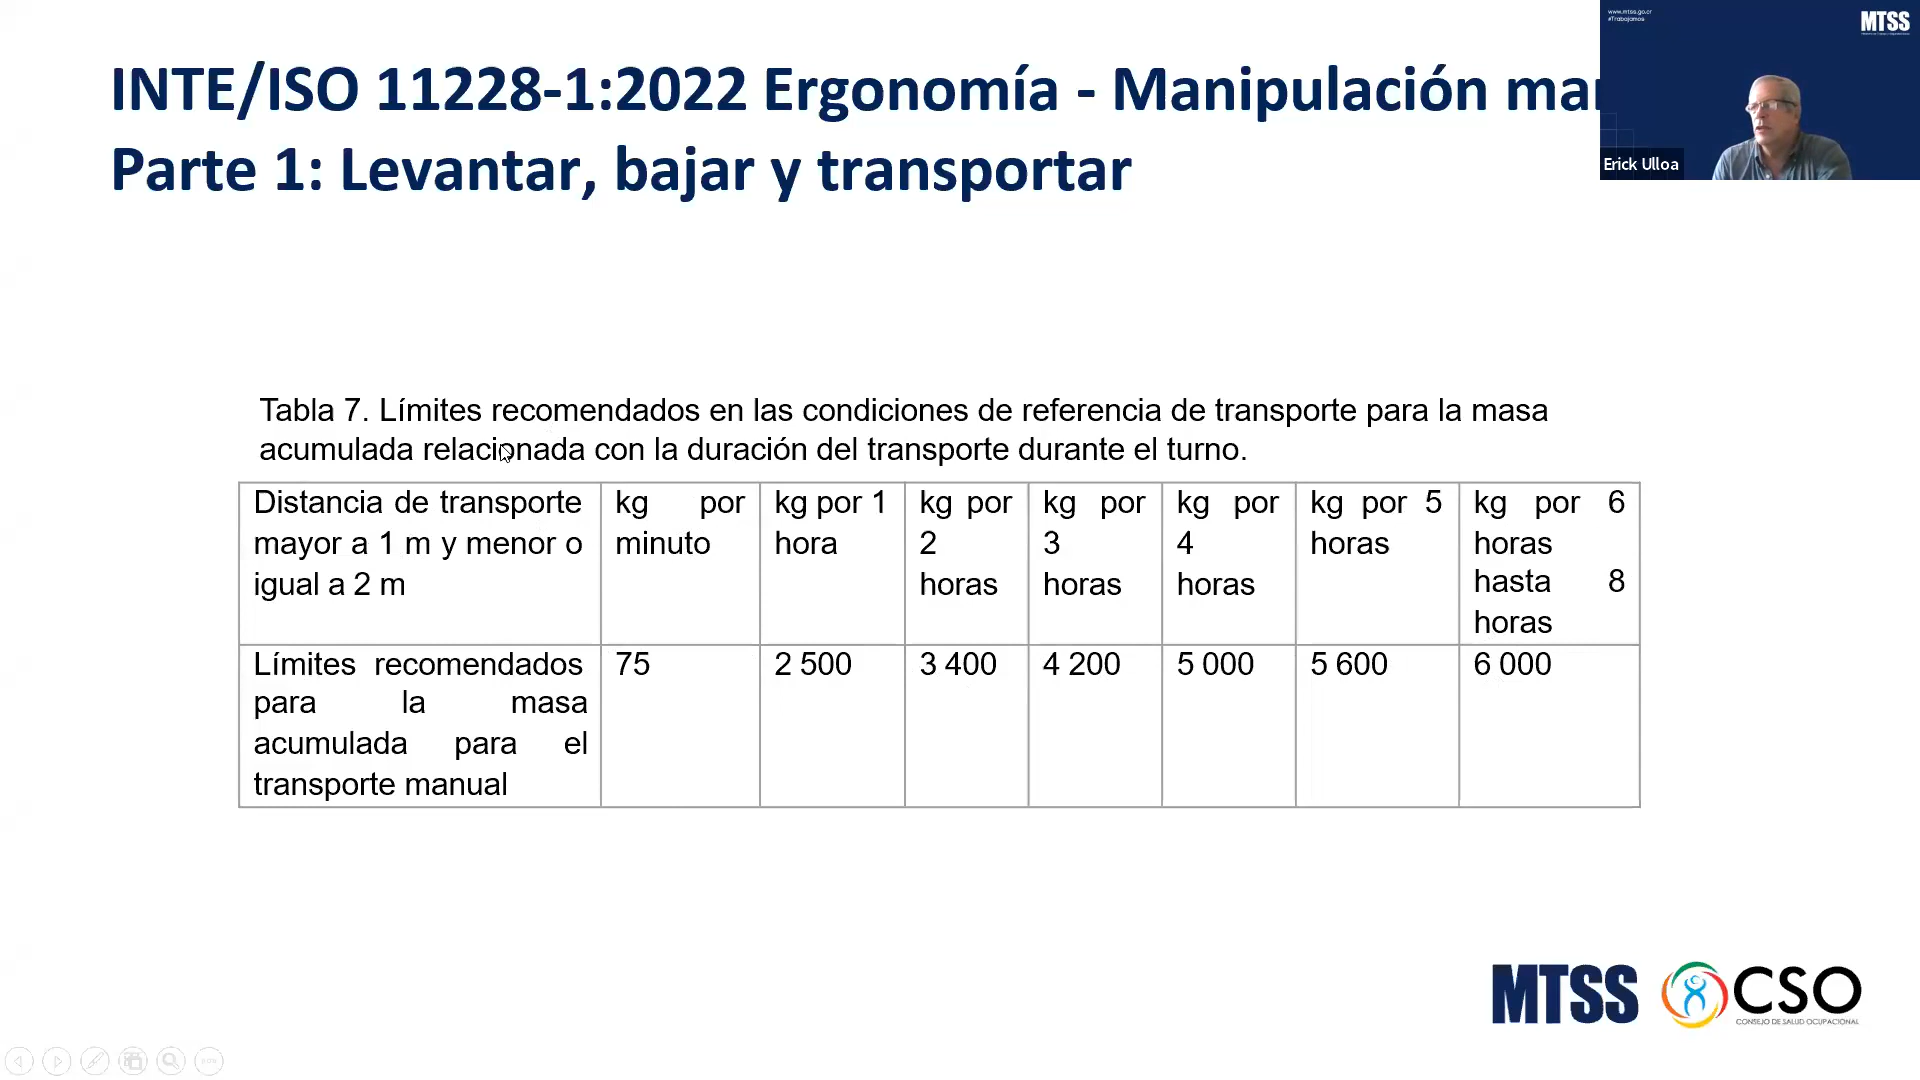 www.mtss.go.cr
#Trabajamos
MTSS
INTE/ISO 11228-1:2022 Ergonomía - Manipulación
Parte 1: Levantar, bajar y transportar
Erick Ulloa
Tabla 7. Límites recomendados en las condiciones de referencia de transporte para la masa
acumulada relacionada con la duración del transporte durante el turno.
Distancia de transporte mayor a 1 m y menor o igual a 2 m | kg por minuto | kg por 1 hora | kg por 2 horas | kg por 3 horas | kg por 4 horas | kg por 5 horas | kg por 6 horas hasta 8 horas
Límites recomendados para la masa acumulada para el transporte manual | 75 | 2 500 | 3 400 | 4 200 | 5 000 | 5 600 | 6 000
MTSS
CSO
CONSEJO DE SALUD OCUPACIONAL